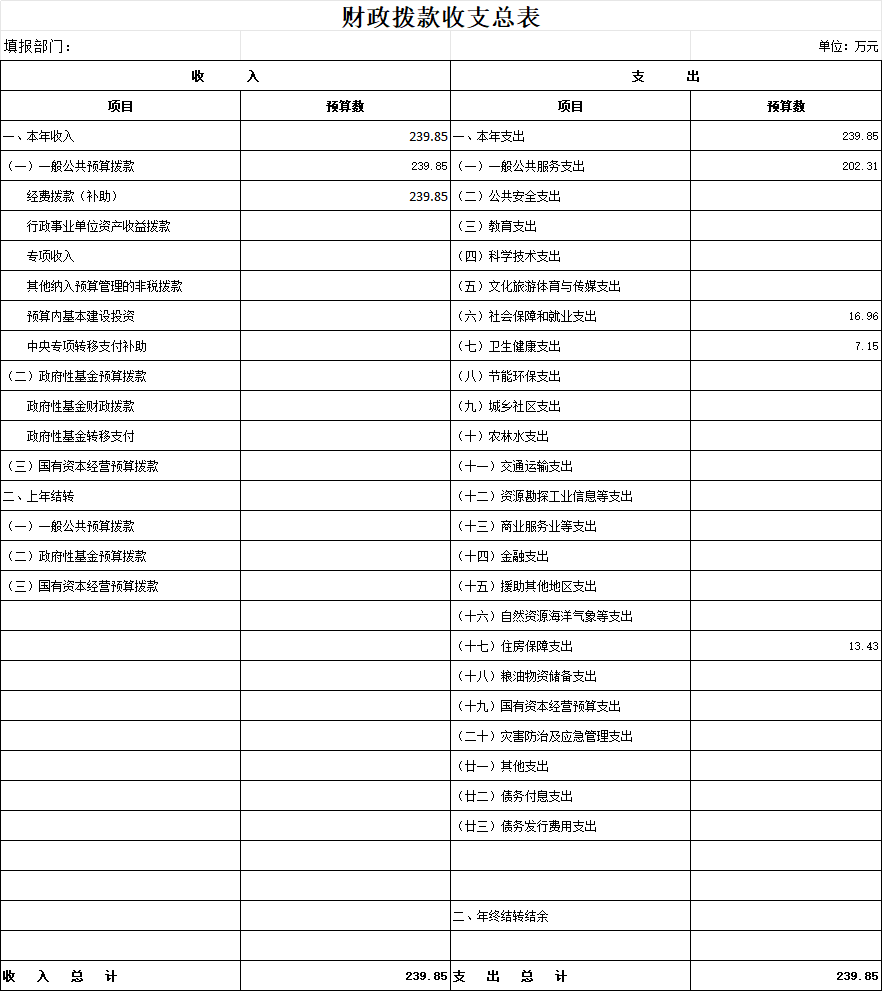 财政拨款收支总表
填报部门： 单位：万元
收 入 支 出
项目 预算数 项目 预算数
一、本年收入 239.85 一、本年支出 239.85
（一）一般公共预算拨款 239.85 （一）一般公共服务支出 202.31
经费拨款（补助） 239.85 （二）公共安全支出
行政事业单位资产收益拨款 （三）教育支出
专项收入 （四）科学技术支出
其他纳入预算管理的非税拨款 （五）文化旅游体育与传媒支出
预算内基本建设投资 （六）社会保障和就业支出 16.96
中央专项转移支付补助 （七）卫生健康支出 7.15
（二）政府性基金预算拨款 （八）节能环保支出
政府性基金财政拨款 （九）城乡社区支出
政府性基金转移支付 （十）农林水支出
（三）国有资本经营预算拨款 （十一）交通运输支出
二、上年结转 （十二）资源勘探工业信息等支出
（一）一般公共预算拨款 （十三）商业服务业等支出
（二）政府性基金预算拨款 （十四）金融支出
（三）国有资本经营预算拨款 （十五）援助其他地区支出
（十六）自然资源海洋气象等支出
（十七）住房保障支出 13.43
（十八）粮油物资储备支出
（十九）国有资本经营预算支出
（二十）灾害防治及应急管理支出
（廿一）其他支出
（廿二）债务付息支出
（廿三）债务发行费用支出
二、年终结转结余
收 入 总 计 239.85 支 出 总 计 239.85